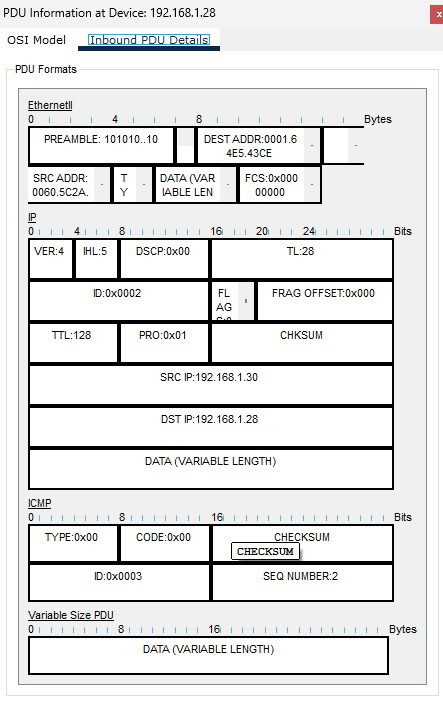 PDU Information at Device: 192.168.1.28
x
OSI Model Inbound PDU Details
PDU Formats
EthernetII
0 4 8 Bytes
PREAMBLE: 101010..10 DEST ADDR:0001.6
4E5.43CE
SRC ADDR: T DATA (VAR FCS:0x000
0060.5C2A. Y IABLE LEN 00000
IP
0 4 8 16 20 24 Bits
VER:4 IHL:5 DSCP:0x00 TL:28
ID:0x0002 FL FRAG OFFSET:0x000
AG
TTL:128 PRO:0x01 CHKSUM
SRC IP:192.168.1.30
DST IP:192.168.1.28
DATA (VARIABLE LENGTH)
ICMP
0 8 16 Bits
TYPE:0x00 CODE:0x00 CHECKSUM
CHECKSUM
ID:0x0003 SEQ NUMBER:2
Variable Size PDU
0 8 16 Bytes
DATA (VARIABLE LENGTH)